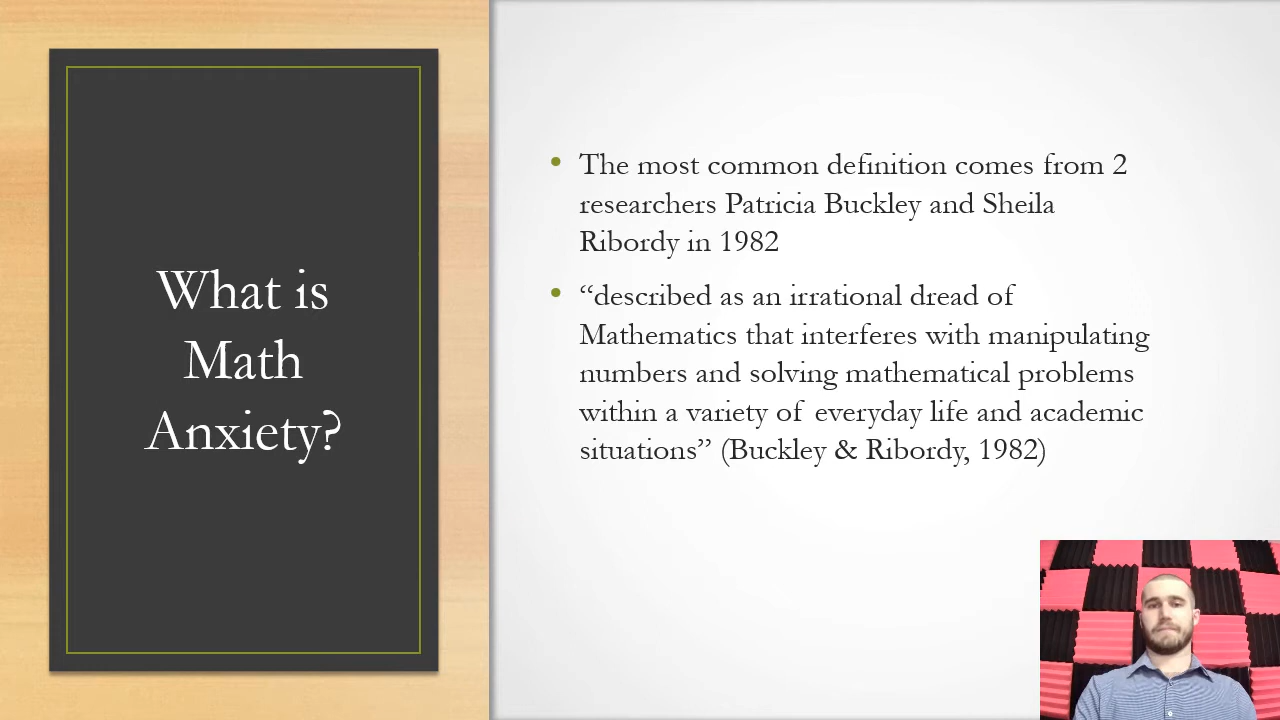 What is
Math
Anxiety?
• The most common definition comes from 2
researchers Patricia Buckley and Sheila
Ribordy in 1982
• “described as an irrational dread of
Mathematics that interferes with manipulating
numbers and solving mathematical problems
within a variety of everyday life and academic
situations” (Buckley & Ribordy, 1982)